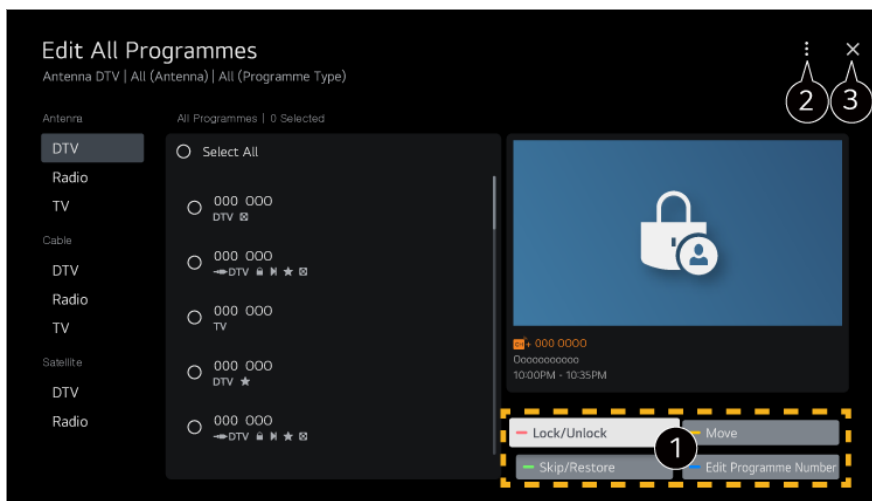 Edit All Programmes
Antenna DTV | All (Antenna) | All (Programme Type)
2
3
Antenna
DTV
Radio
TV
Cable
DTV
Radio
TV
Satellite
DTV
Radio
All Programmes | 0 Selected
Select All
000 000
DTV
000 000
DTV
000 000
TV
000 000
DTV
000 000
DTV
CH + 000 0000
Oooooooooo
10:00PM - 10:35PM
Lock/Unlock
Move
1
Skip/Restore
Edit Programme Number